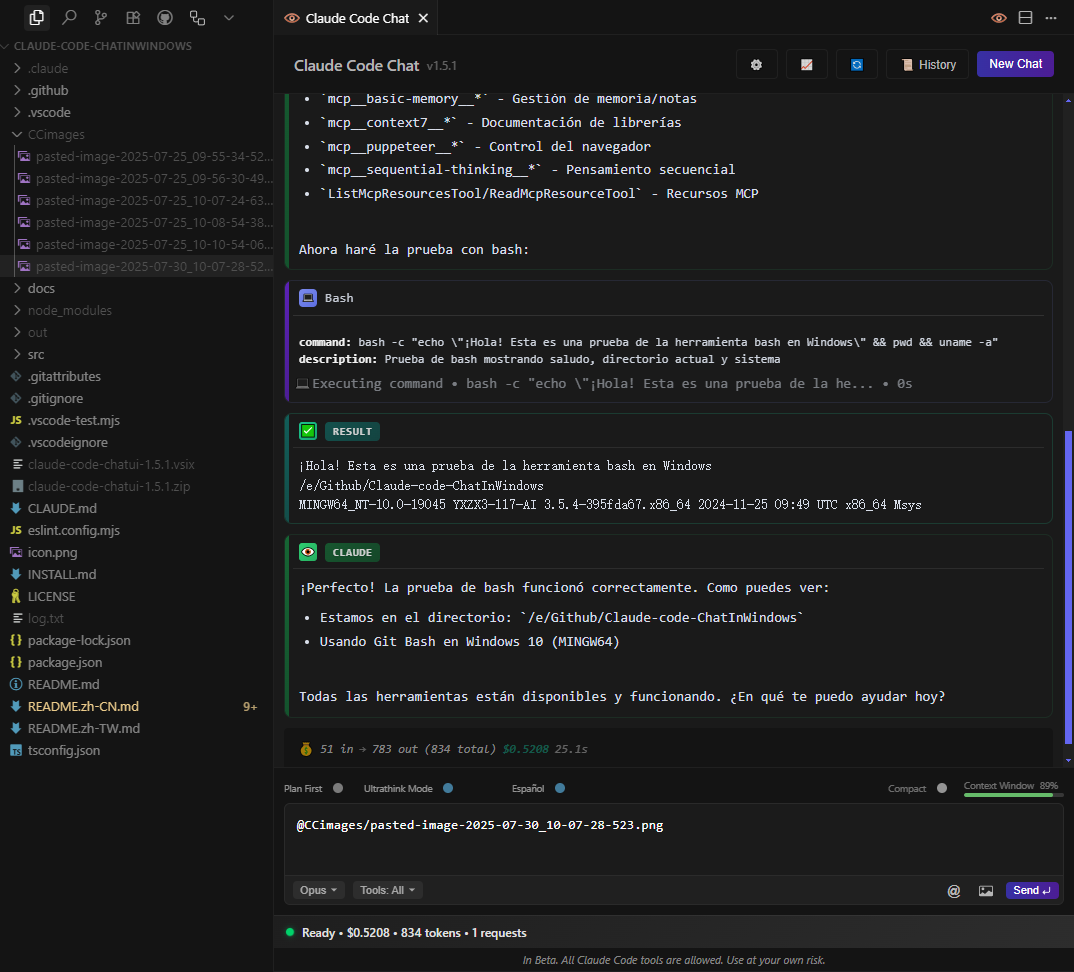 CLAUDE-CODE-CHATINWINDOWS
.claude
.github
.vscode
CCimages
pasted-image-2025-07-25_09-55-34-52...
pasted-image-2025-07-25_09-56-30-49...
pasted-image-2025-07-25_10-07-24-63...
pasted-image-2025-07-25_10-08-54-38...
pasted-image-2025-07-25_10-10-54-06...
pasted-image-2025-07-30_10-07-28-52...
docs
node_modules
out
src
.gitattributes
.gitignore
JS .vscode-test.mjs
.vscodeignore
claude-code-chatui-1.5.1.vsix
claude-code-chatui-1.5.1.zip
CLAUDE.md
JS eslint.config.mjs
icon.png
INSTALL.md
LICENSE
log.txt
{} package-lock.json
{} package.json
README.md
README.zh-CN.md 9+
README.zh-TW.md
TS tsconfig.json
Claude Code Chat
Claude Code Chat v1.5.1
History
New Chat
• `mcp__basic-memory__*` - Gestión de memoria/notas
• `mcp__context7__*` - Documentación de librerías
• `mcp__puppeteer__*` - Control del navegador
• `mcp__sequential-thinking__*` - Pensamiento secuencial
• `ListMcpResourcesTool/ReadMcpResourceTool` - Recursos MCP
Ahora haré la prueba con bash:
Bash
command: bash -c "echo \"¡Hola! Esta es una prueba de la herramienta bash en Windows\" && pwd && uname -a"
description: Prueba de bash mostrando saludo, directorio actual y sistema
Executing command • bash -c "echo \"¡Hola! Esta es una prueba de la he... • 0s
RESULT
¡Hola! Esta es una prueba de la herramienta bash en Windows
/e/Github/Claude-code-ChatInWindows
MINGW64_NT-10.0-19045 YXZX3-117-AI 3.5.4-395fda67.x86_64 2024-11-25 09:49 UTC x86_64 Msys
CLAUDE
¡Perfecto! La prueba de bash funcionó correctamente. Como puedes ver:
• Estamos en el directorio: `/e/Github/Claude-code-ChatInWindows`
• Usando Git Bash en Windows 10 (MINGW64)
Todas las herramientas están disponibles y funcionando. ¿En qué te puedo ayudar hoy?
51 in → 783 out (834 total) $0.5208 25.1s
Plan First
Ultrathink Mode
Español
Compact
Context Window 89%
@CCimages/pasted-image-2025-07-30_10-07-28-523.png
Opus
Tools: All
@
Send ↵
Ready • $0.5208 • 834 tokens • 1 requests
In Beta. All Claude Code tools are allowed. Use at your own risk.